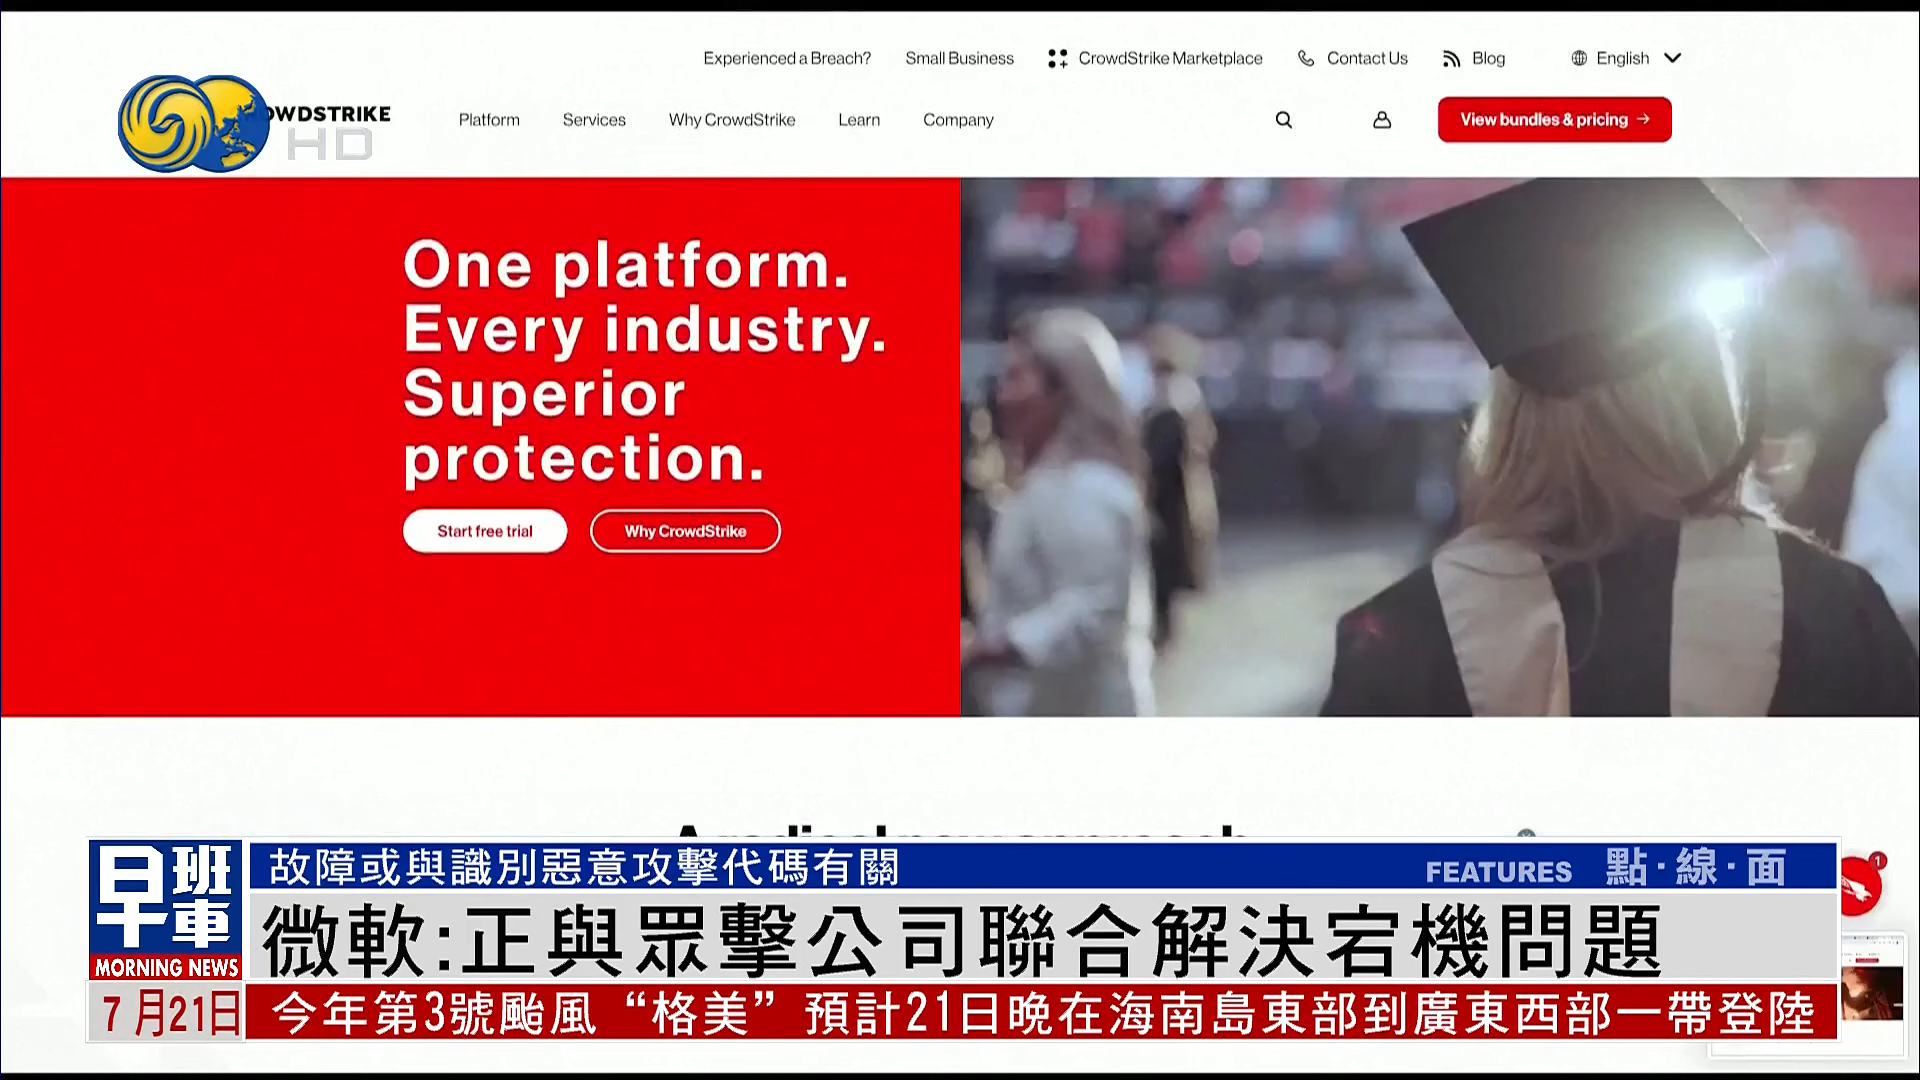 Experienced a Breach? Small Business CrowdStrike Marketplace Contact Us Blog English
OWDSTRIKE
HD
Platform Services Why CrowdStrike Learn Company
View bundles & pricing →
One platform.
Every industry.
Superior
protection.
Start free trial Why CrowdStrike
早班車
MORNING NEWS
7月21日
故障或與識別惡意攻擊代碼有關
FEATURES 點·線·面
1
微軟:正與眾擊公司聯合解決宕機問題
今年第3號颱風“格美”預計21日晚在海南島東部到廣東西部一帶登陸